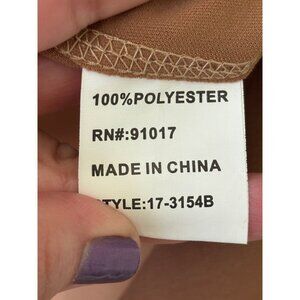 100%POLYESTER
RN#:91017
MADE IN CHINA
STYLE:17-3154B